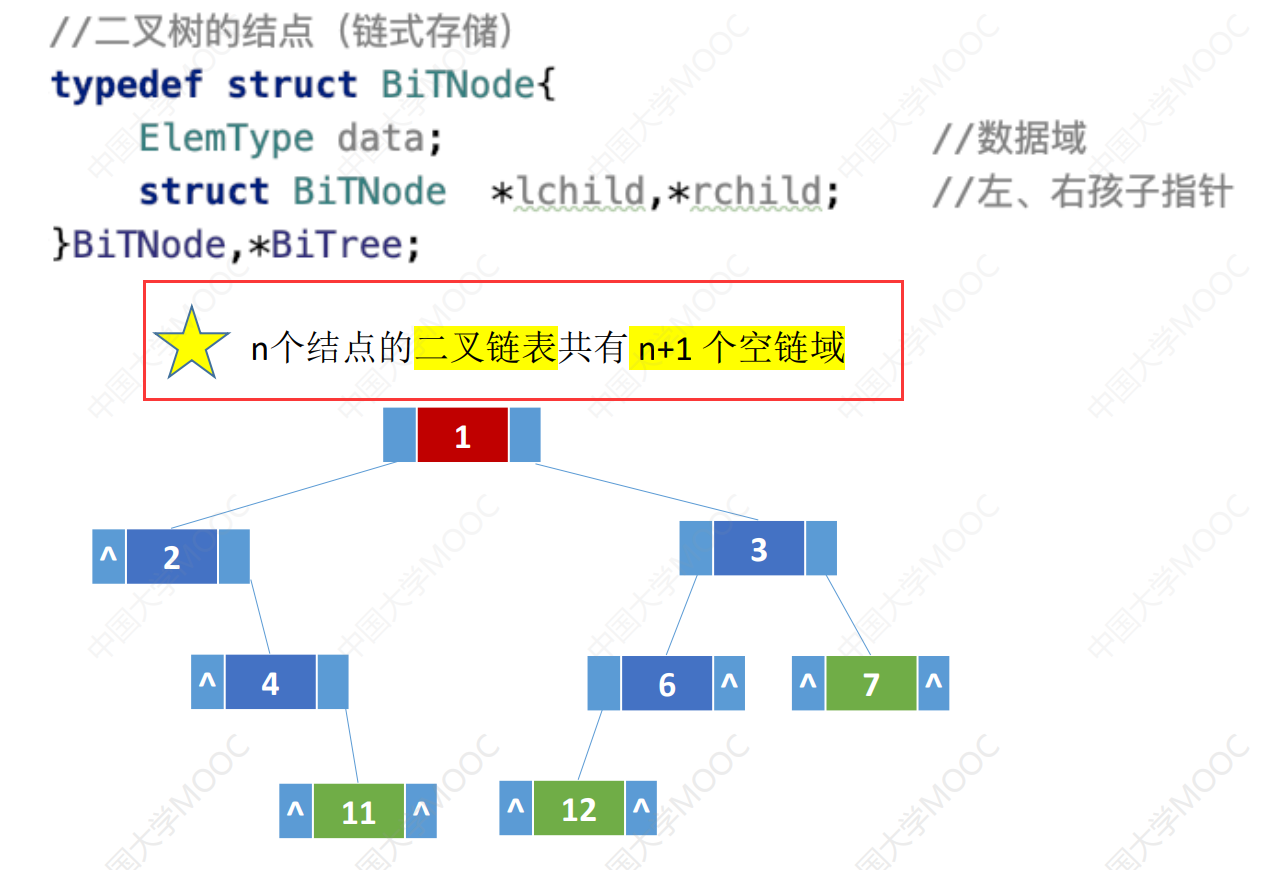 //二叉树的结点（链式存储）
typedef struct BiTNode{
ElemType data; //数据域
struct BiTNode *lchild,*rchild; //左、右孩子指针
}BiTNode,*BiTree;
n个结点的二叉链表共有 n+1 个空链域
1
^ 2
3
^ 4
6 ^
^ 7 ^
^ 11 ^
^ 12 ^
中国大学MOOC